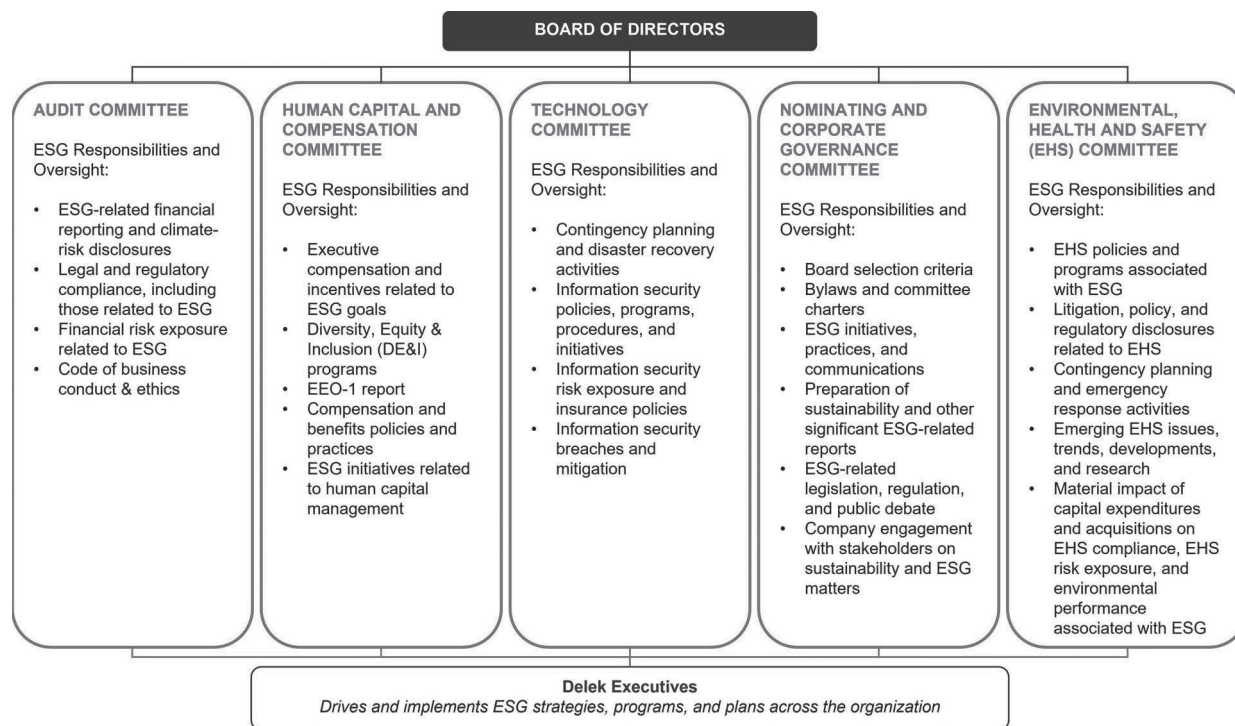 BOARD OF DIRECTORS
AUDIT COMMITTEE
ESG Responsibilities and
Oversight:
• ESG-related financial
reporting and climate-
risk disclosures
• Legal and regulatory
compliance, including
those related to ESG
• Financial risk exposure
related to ESG
• Code of business
conduct & ethics
HUMAN CAPITAL AND
COMPENSATION
COMMITTEE
ESG Responsibilities and
Oversight:
• Executive
compensation and
incentives related to
ESG goals
• Diversity, Equity &
Inclusion (DE&I)
programs
• EEO-1 report
• Compensation and
benefits policies and
practices
• ESG initiatives related
to human capital
management
TECHNOLOGY
COMMITTEE
ESG Responsibilities and
Oversight:
• Contingency planning
and disaster recovery
activities
• Information security
policies, programs,
procedures, and
initiatives
• Information security
risk exposure and
insurance policies
• Information security
breaches and
mitigation
NOMINATING AND
CORPORATE
GOVERNANCE
COMMITTEE
ESG Responsibilities and
Oversight:
• Board selection criteria
• Bylaws and committee
charters
• ESG initiatives,
practices, and
communications
• Preparation of
sustainability and other
significant ESG-related
reports
• ESG-related
legislation, regulation,
and public debate
• Company engagement
with stakeholders on
sustainability and ESG
matters
ENVIRONMENTAL,
HEALTH AND SAFETY
(EHS) COMMITTEE
ESG Responsibilities and
Oversight:
• EHS policies and
programs associated
with ESG
• Litigation, policy, and
regulatory disclosures
related to EHS
• Contingency planning
and emergency
response activities
• Emerging EHS issues,
trends, developments,
and research
• Material impact of
capital expenditures
and acquisitions on
EHS compliance, EHS
risk exposure, and
environmental
performance
associated with ESG
Delek Executives
Drives and implements ESG strategies, programs, and plans across the organization